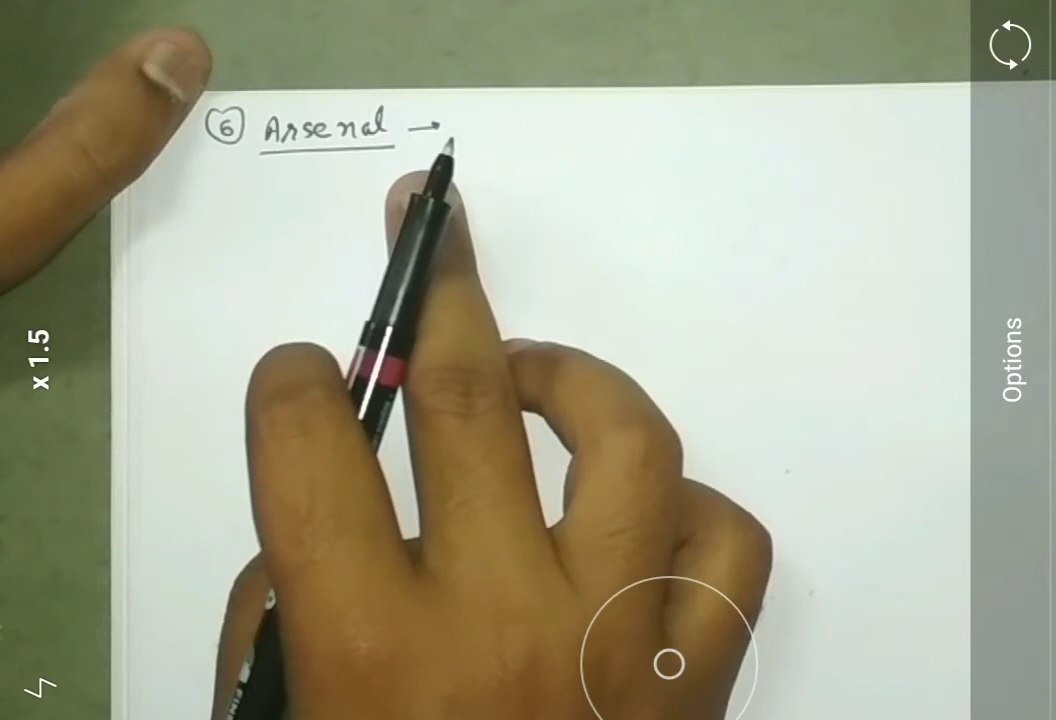 ⑥ Arsenal →
x 1.5
Options